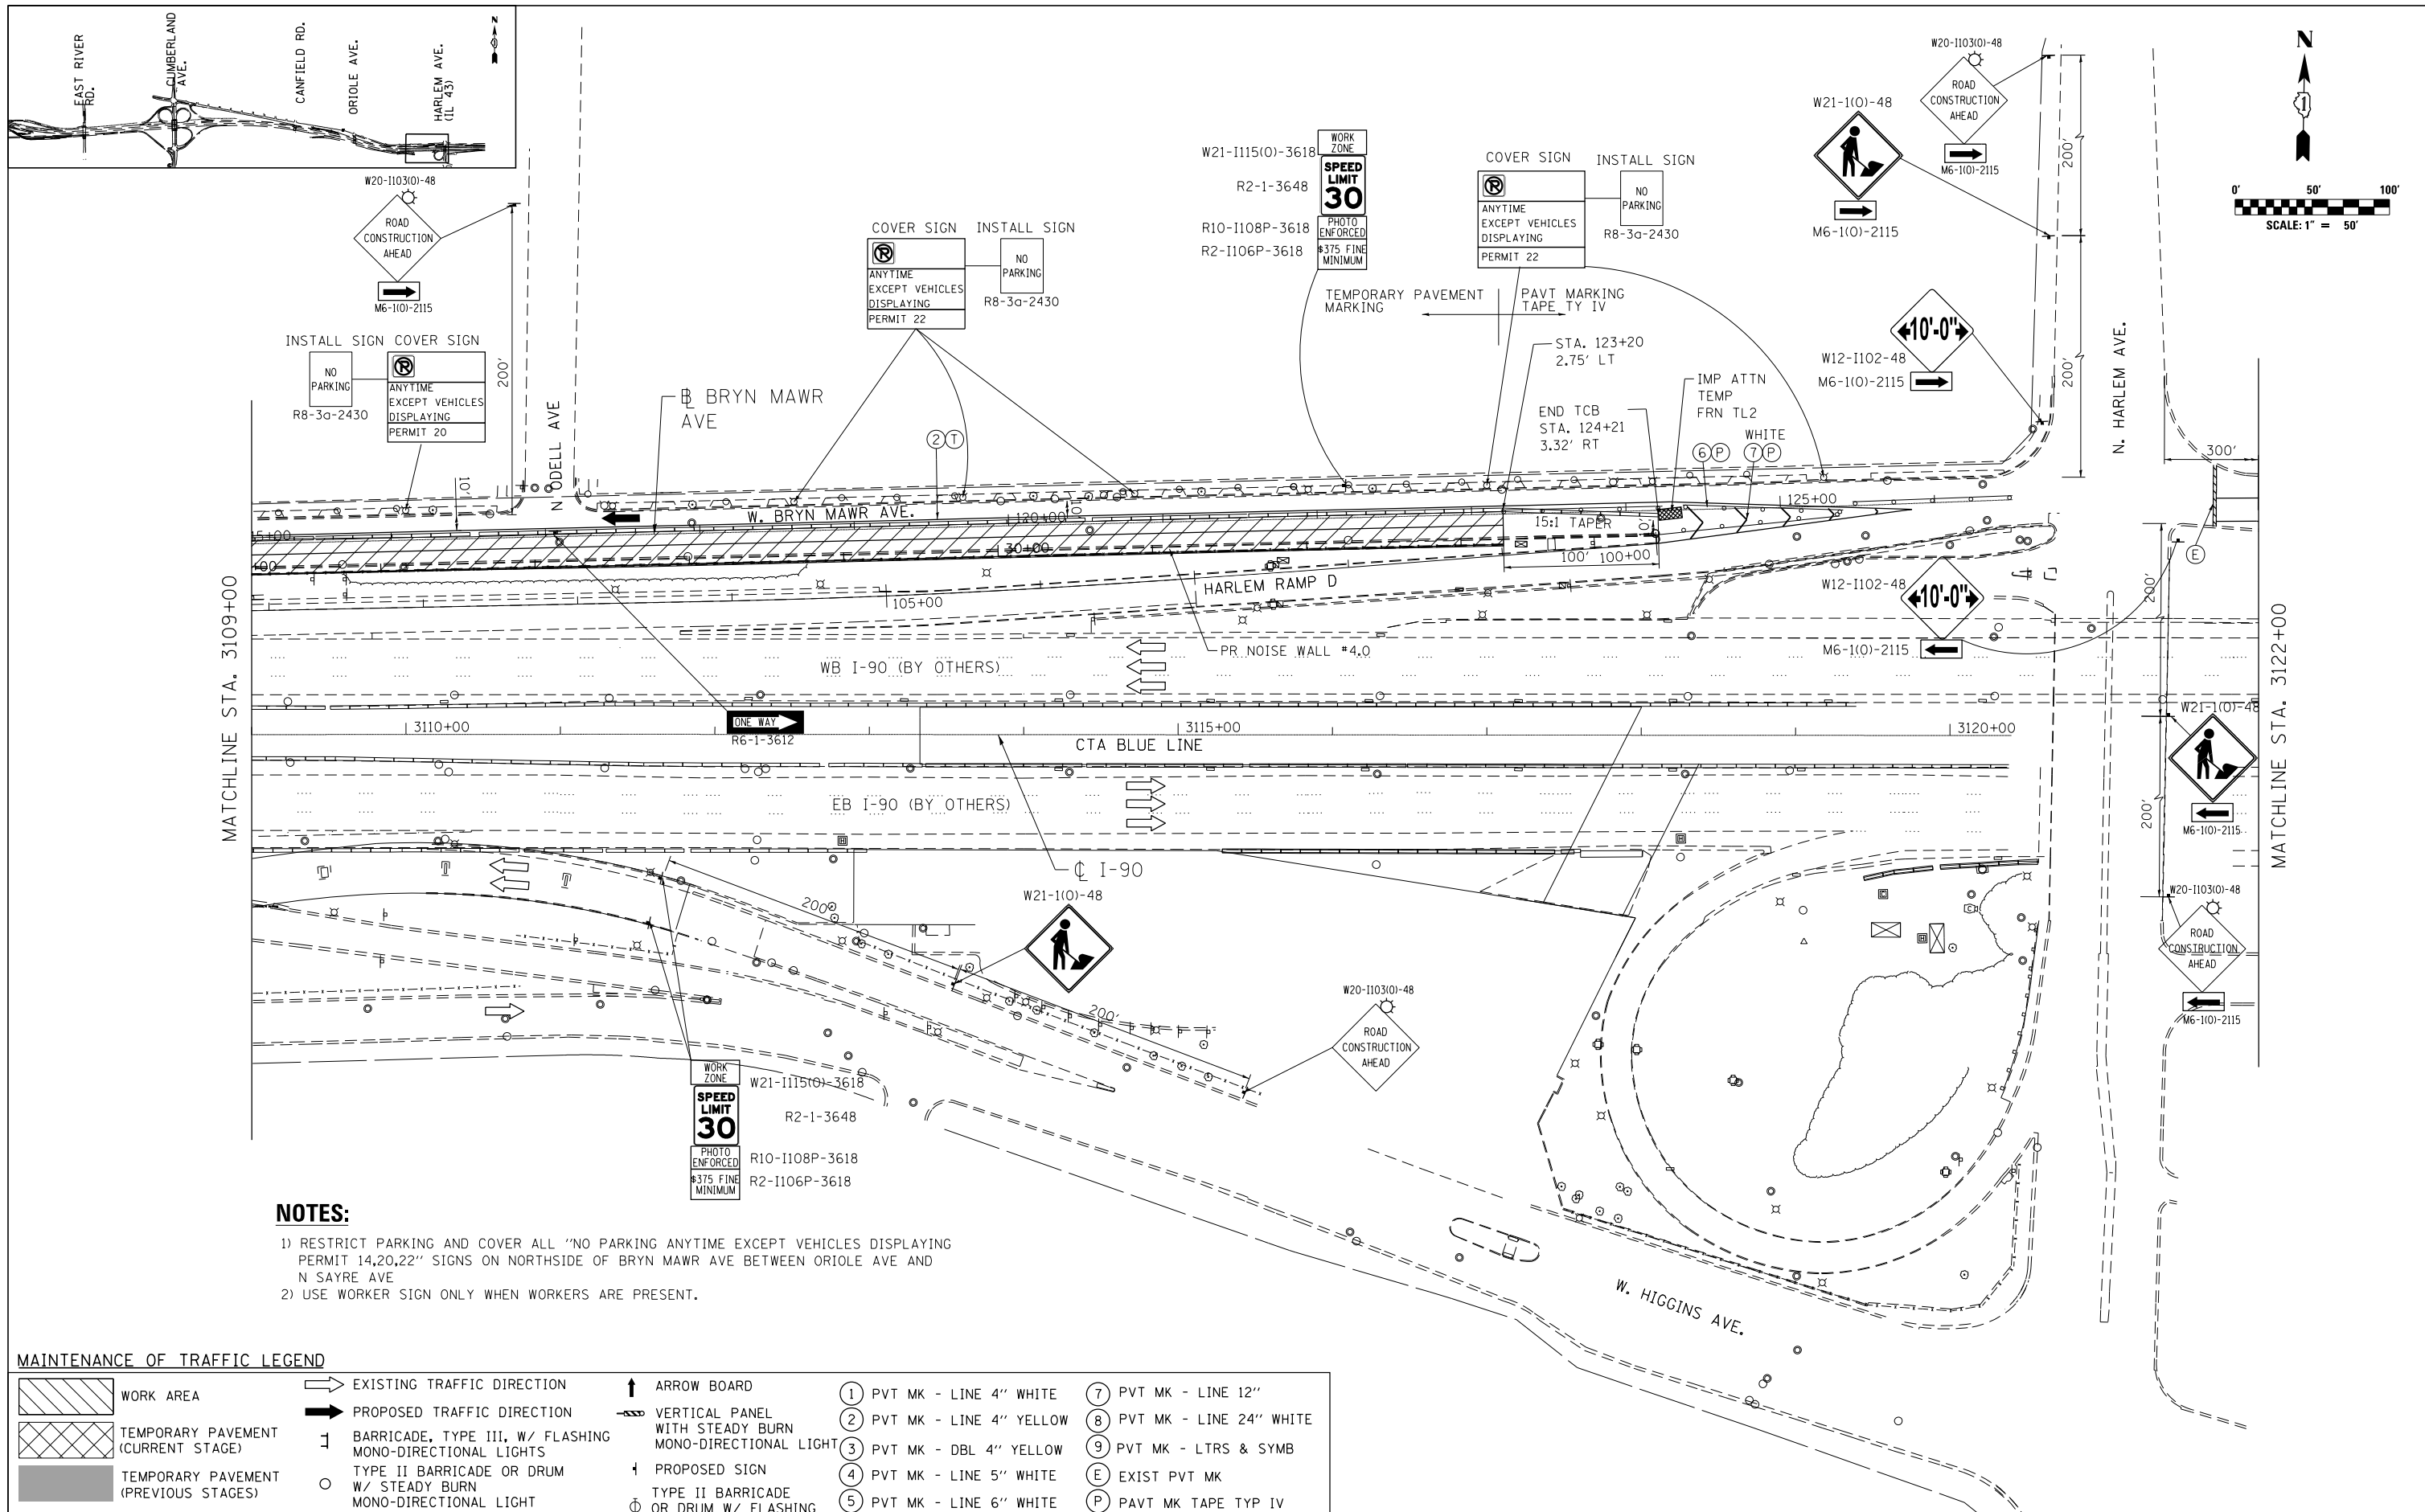 EAST RIVER
RD.
CUMBERLAND
AVE.
CANFIELD RD.
ORIOLE AVE.
HARLEM AVE.
(IL 43)
N
N
1
0' 50' 100'
SCALE: 1" = 50'
W20-I103(O)-48
ROAD
CONSTRUCTION
AHEAD
M6-1(O)-2115
200'
INSTALL SIGN
NO
PARKING
R8-3a-2430
COVER SIGN
ANYTIME
EXCEPT VEHICLES
DISPLAYING
PERMIT 20
COVER SIGN
ANYTIME
EXCEPT VEHICLES
DISPLAYING
PERMIT 22
INSTALL SIGN
NO
PARKING
R8-3a-2430
W21-I115(O)-3618
R2-1-3648
R10-I108P-3618
R2-I106P-3618
WORK
ZONE
SPEED
LIMIT
30
PHOTO
ENFORCED
$375 FINE
MINIMUM
COVER SIGN
ANYTIME
EXCEPT VEHICLES
DISPLAYING
PERMIT 22
INSTALL SIGN
NO
PARKING
R8-3a-2430
W20-I103(O)-48
ROAD
CONSTRUCTION
AHEAD
M6-1(O)-2115
W21-1(O)-48
M6-1(O)-2115
200'
200'
W12-I102-48
10'-0"
M6-1(O)-2115
N. HARLEM AVE.
300'
TEMPORARY PAVEMENT
MARKING
PAVT MARKING
TAPE TY IV
STA. 123+20
2.75' LT
IMP ATTN
TEMP
FRN TL2
END TCB
STA. 124+21
3.32' RT
WHITE
6 P
7 P
2 T
N ODELL AVE
BL BRYN MAWR
AVE
10'
W. BRYN MAWR AVE.
120+00
10'
125+00
5+00
+00
130+00
15:1 TAPER
10'
100' 100+00
HARLEM RAMP D
105+00
E
W12-I102-48
10'-0"
M6-1(O)-2115
200'
PR NOISE WALL #4.0
WB I-90 (BY OTHERS)
MATCHLINE STA. 3109+00
MATCHLINE STA. 3122+00
ONE WAY
R6-1-3612
3110+00
3115+00
3120+00
CTA BLUE LINE
EB I-90 (BY OTHERS)
CL I-90
W21-1(O)-48
M6-1(O)-2115
200'
W20-I103(O)-48
ROAD
CONSTRUCTION
AHEAD
M6-1(O)-2115
W21-1(O)-48
200'
200'
W20-I103(O)-48
ROAD
CONSTRUCTION
AHEAD
WORK
ZONE
SPEED
LIMIT
30
PHOTO
ENFORCED
$375 FINE
MINIMUM
W21-I115(O)-3618
R2-1-3648
R10-I108P-3618
R2-I106P-3618
W. HIGGINS AVE.
NOTES:
1) RESTRICT PARKING AND COVER ALL "NO PARKING ANYTIME EXCEPT VEHICLES DISPLAYING
PERMIT 14,20,22" SIGNS ON NORTHSIDE OF BRYN MAWR AVE BETWEEN ORIOLE AVE AND
N SAYRE AVE
2) USE WORKER SIGN ONLY WHEN WORKERS ARE PRESENT.
MAINTENANCE OF TRAFFIC LEGEND
WORK AREA
TEMPORARY PAVEMENT
(CURRENT STAGE)
TEMPORARY PAVEMENT
(PREVIOUS STAGES)
EXISTING TRAFFIC DIRECTION
PROPOSED TRAFFIC DIRECTION
BARRICADE, TYPE III, W/ FLASHING
MONO-DIRECTIONAL LIGHTS
TYPE II BARRICADE OR DRUM
W/ STEADY BURN
MONO-DIRECTIONAL LIGHT
ARROW BOARD
VERTICAL PANEL
WITH STEADY BURN
MONO-DIRECTIONAL LIGHT
PROPOSED SIGN
TYPE II BARRICADE
OR DRUM W/ FLASHING
1 PVT MK - LINE 4" WHITE
2 PVT MK - LINE 4" YELLOW
3 PVT MK - DBL 4" YELLOW
4 PVT MK - LINE 5" WHITE
5 PVT MK - LINE 6" WHITE
7 PVT MK - LINE 12"
8 PVT MK - LINE 24" WHITE
9 PVT MK - LTRS & SYMB
E EXIST PVT MK
P PAVT MK TAPE TYP IV